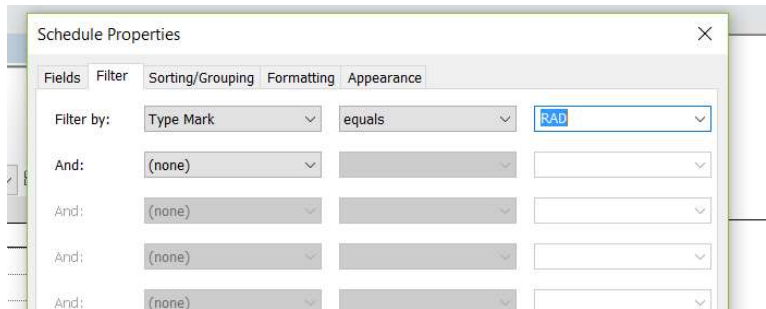 Schedule Properties
Fields Filter Sorting/Grouping Formatting Appearance
Filter by: Type Mark equals RAD
And: (none)
And: (none)
And: (none)
And: (none)